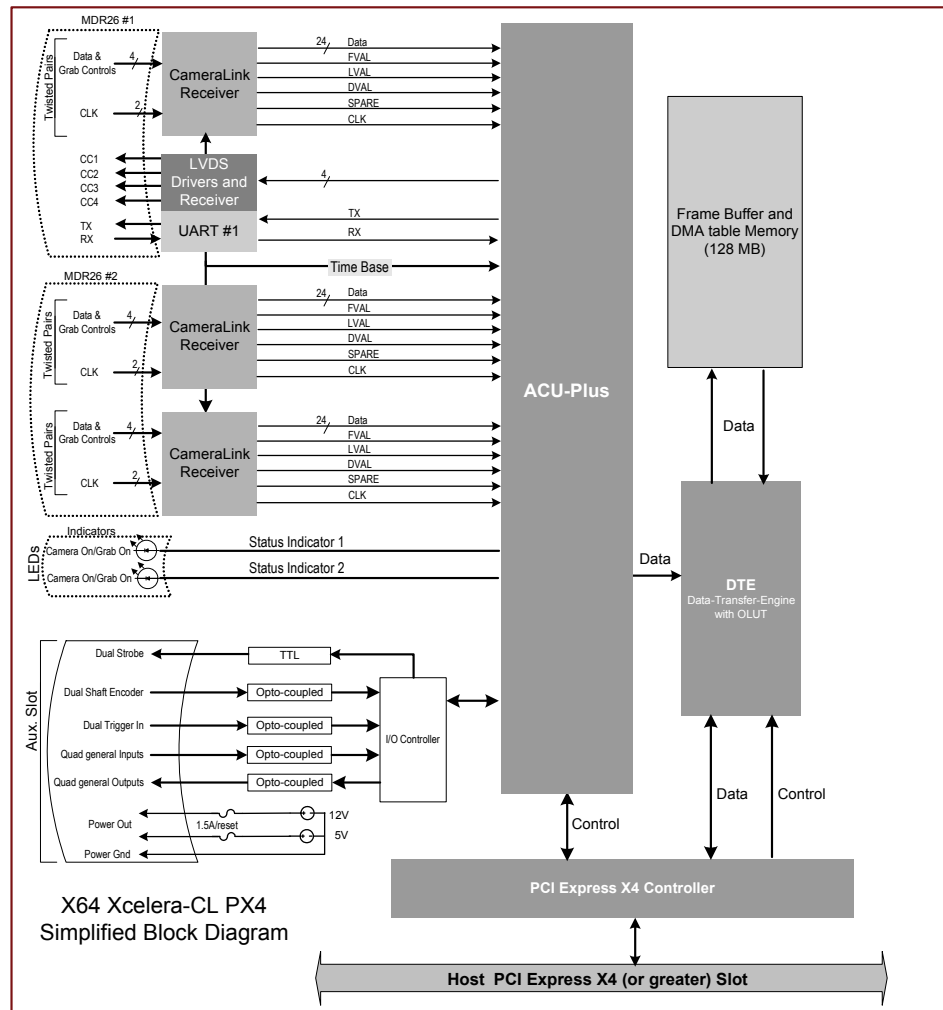 MDR26 #1
Twisted Pairs
Data &
Grab Controls
4
CLK
2
CameraLink
Receiver
24
Data
FVAL
LVAL
DVAL
SPARE
CLK
CC1
CC2
CC3
CC4
LVDS
Drivers and
Receiver
4
TX
RX
UART #1
TX
RX
Time Base
MDR26 #2
Twisted Pairs
Data &
Grab Controls
4
CLK
2
CameraLink
Receiver
24
Data
FVAL
LVAL
DVAL
SPARE
CLK
Twisted Pairs
Data &
Grab Controls
4
CLK
2
CameraLink
Receiver
24
Data
FVAL
LVAL
DVAL
SPARE
CLK
ACU-Plus
Frame Buffer and
DMA table Memory
(128 MB)
Data
Data
DTE
Data-Transfer-Engine
with OLUT
LEDs
Indicators
Camera On/Grab On
Status Indicator 1
Camera On/Grab On
Status Indicator 2
Aux. Slot
Dual Strobe
TTL
Dual Shaft Encoder
Opto-coupled
Dual Trigger In
Opto-coupled
Quad general Inputs
Opto-coupled
Quad general Outputs
Opto-coupled
I/O Controller
Power Out
1.5A/reset
12V
5V
Power Gnd
Control
Data
Control
PCI Express X4 Controller
X64 Xcelera-CL PX4
Simplified Block Diagram
Host PCI Express X4 (or greater) Slot